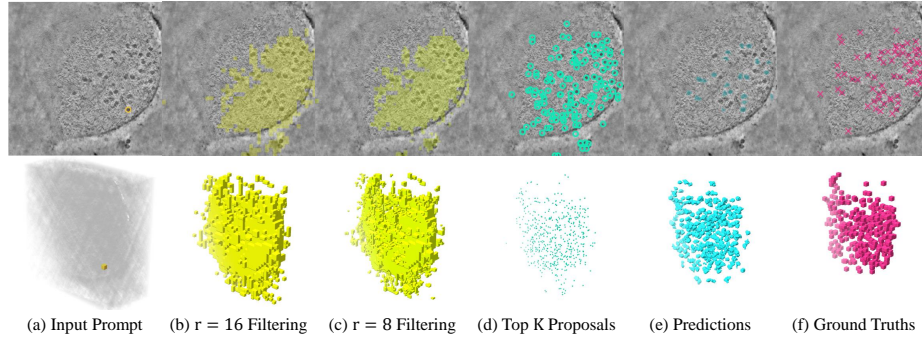 (a) Input Prompt (b) r = 16 Filtering (c) r = 8 Filtering (d) Top K Proposals (e) Predictions (f) Ground Truths